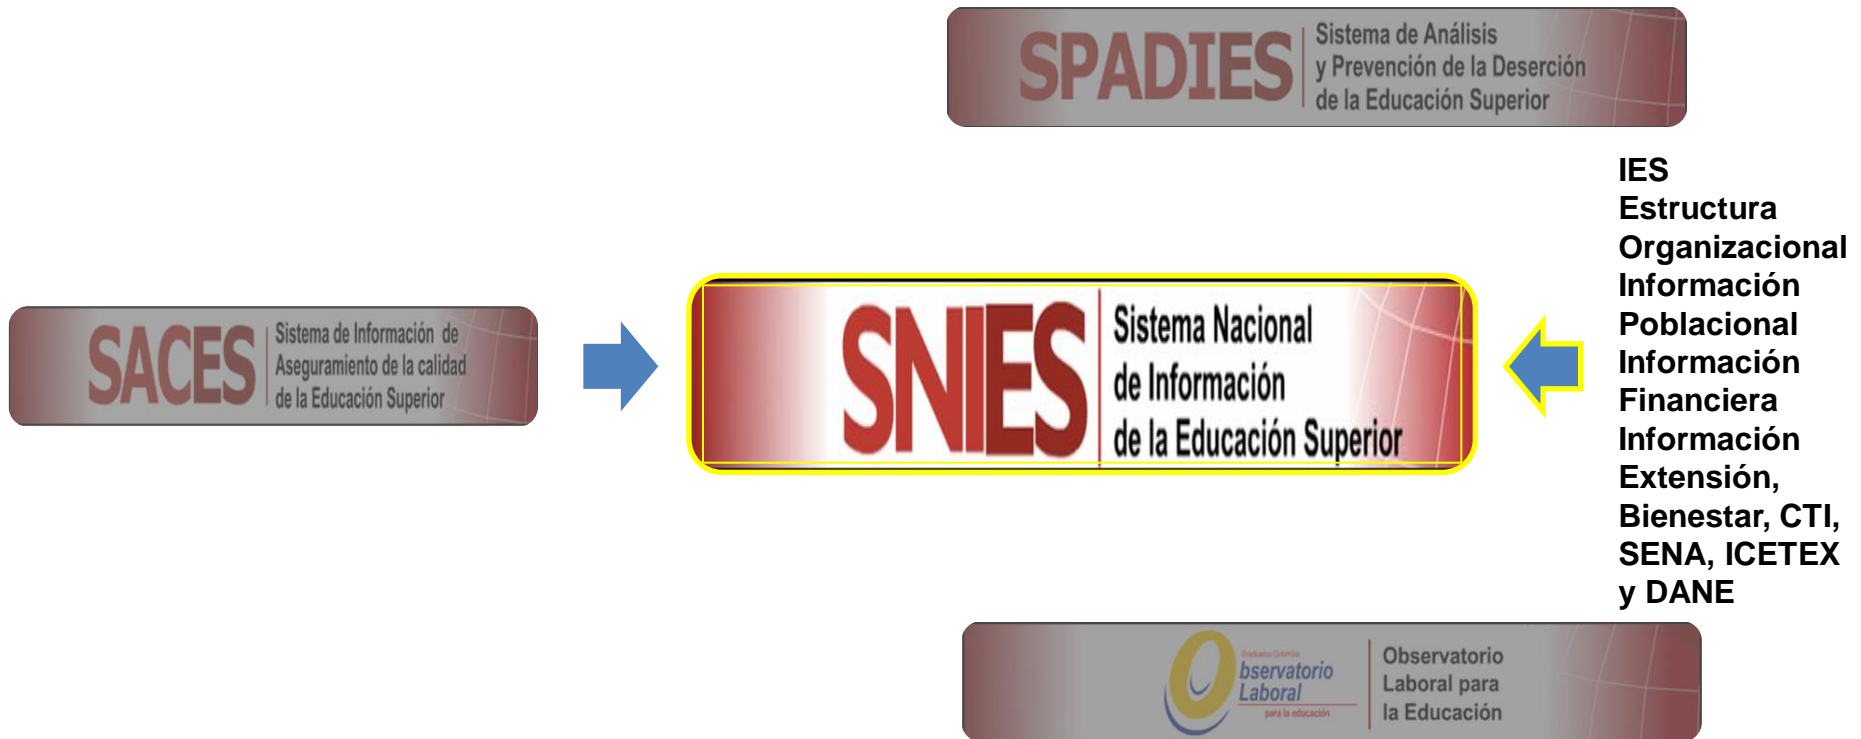 SPADIES
Sistema de Análisis
y Prevención de la Deserción
de la Educación Superior
SACES
Sistema de Información de
Aseguramiento de la calidad
de la Educación Superior
SNIES
Sistema Nacional
de Información
de la Educación Superior
IES
Estructura
Organizacional
Información
Poblacional
Información
Financiera
Información
Extensión,
Bienestar, CTI,
SENA, ICETEX
y DANE
Graduados Colombia
Observatorio
Laboral
para la educación
Observatorio
Laboral para
la Educación